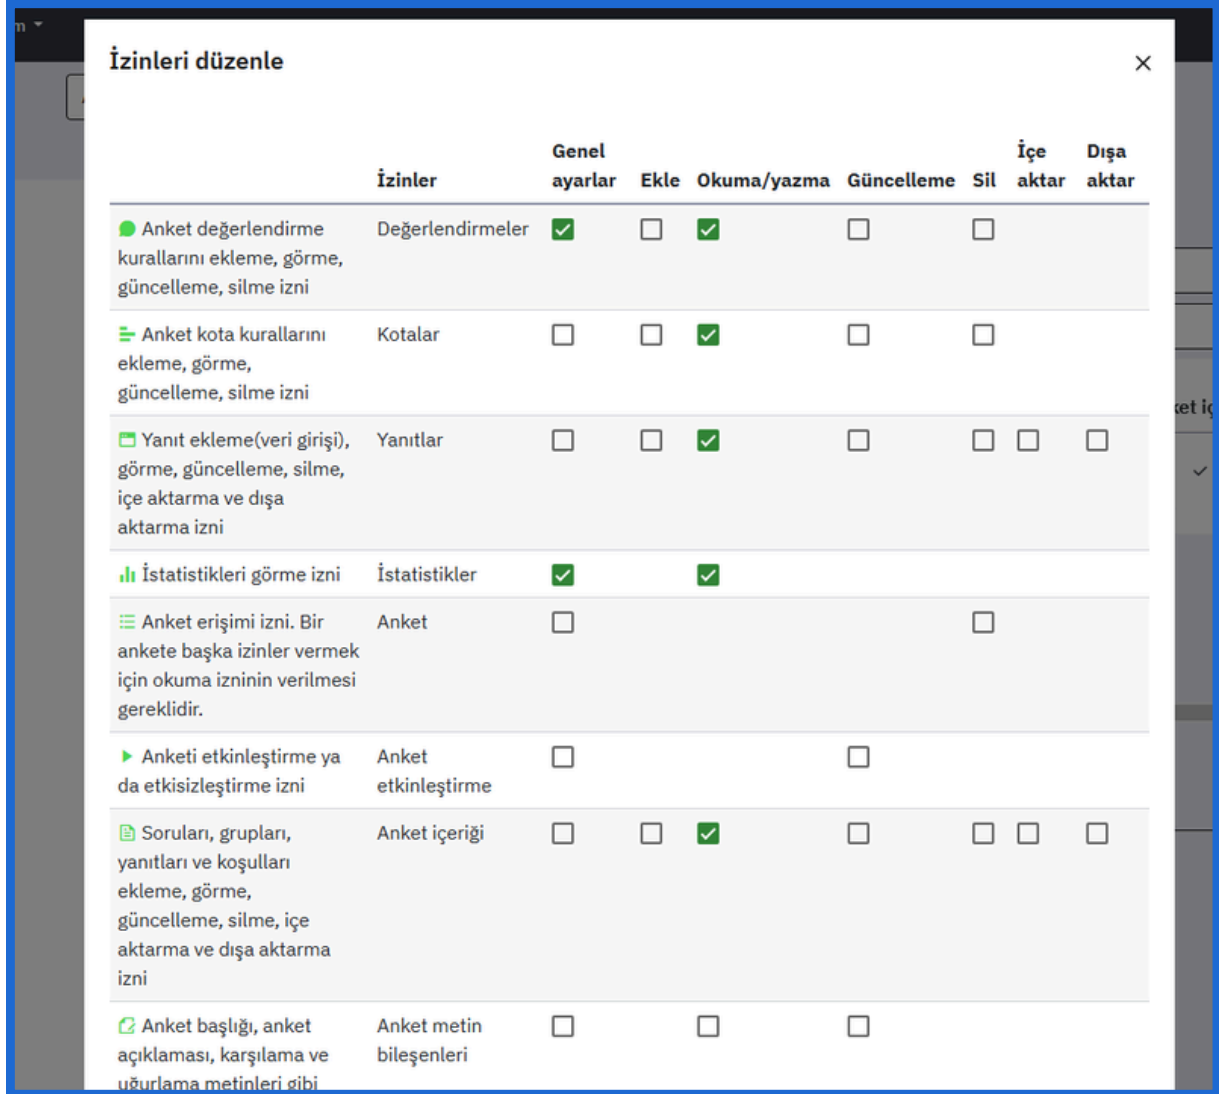 m
İzinleri düzenle
İzinler Genel ayarlar Ekle Okuma/yazma Güncelleme Sil İçe aktar Dışa aktar
Anket değerlendirme Değerlendirmeler
kurallarını ekleme, görme,
güncelleme, silme izni
Anket kota kurallarını Kotalar
ekleme, görme,
güncelleme, silme izni
Yanıt ekleme(veri girişi), Yanıtlar
görme, güncelleme, silme,
içe aktarma ve dışa
aktarma izni
İstatistikleri görme izni İstatistikler
Anket erişimi izni. Bir Anket
ankete başka izinler vermek
için okuma izninin verilmesi
gereklidir.
Anketi etkinleştirme ya Anket
da etkisizleştirme izni etkinleştirme
Soruları, grupları, Anket içeriği
yanıtları ve koşulları
ekleme, görme,
güncelleme, silme, içe
aktarma ve dışa aktarma
izni
Anket başlığı, anket Anket metin
açıklaması, karşılama ve bileşenleri
uğurlama metinleri gibi